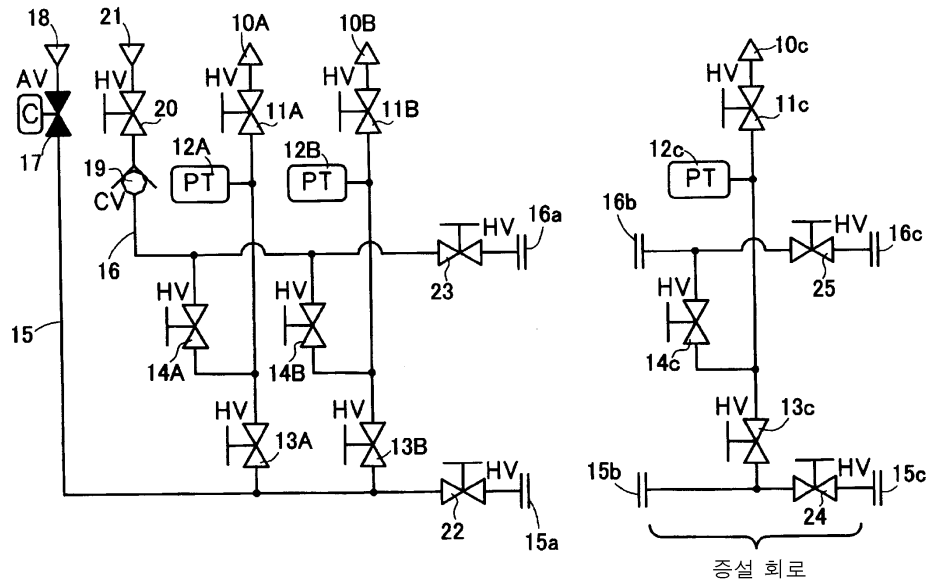 18 21 10A 10B 10c
AV HV HV HV HV
C 20 11A 11B 11c
17 12A 12B 12c
19 PT PT PT
CV
16 HV 16a 16b HV 16c
23 25
15 HV HV HV
14A 14B 14c
HV HV HV 13c
13A 13B
HV 15b HV 15c
22 15a 24
증설 회로